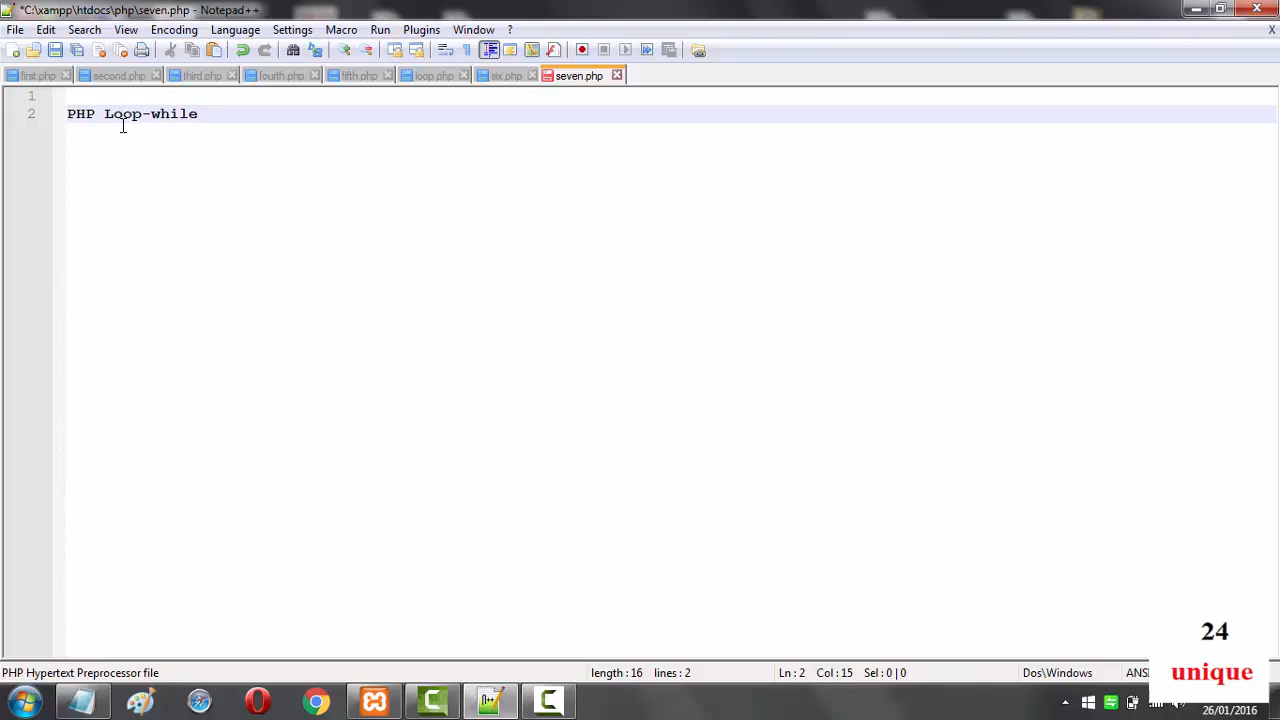 *C:\xampp\htdocs\php\seven.php - Notepad++
File Edit Search View Encoding Language Settings Macro Run Plugins Window ? X
first.php second.php third.php fourth.php fifth.php loop.php six.php seven.php
1
2 PHP Loop-while
24
unique
PHP Hypertext Preprocessor file length : 16 lines : 2 Ln : 2 Col : 15 Sel : 0 | 0 Dos\Windows ANS
26/01/2016